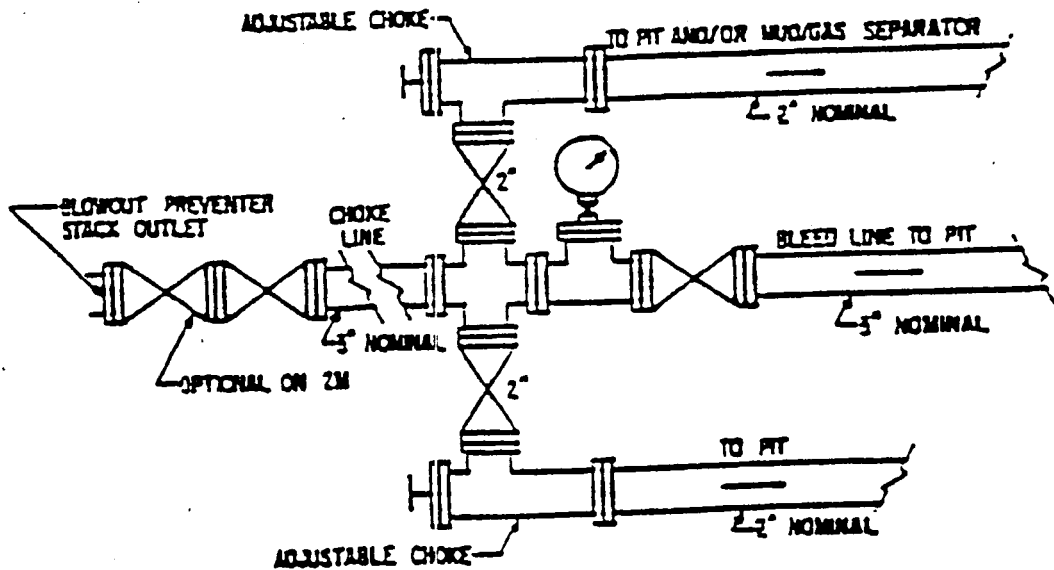 ADJUSTABLE CHOKE
TO PIT AND/OR MUD/GAS SEPARATOR
2" NOMINAL
2"
BLOWOUT PREVENTER
STACK OUTLET
CHOKE
LINE
BLEED LINE TO PIT
3" NOMINAL
3" NOMINAL
OPTIONAL ON 2M
2"
TO PIT
2" NOMINAL
ADJUSTABLE CHOKE